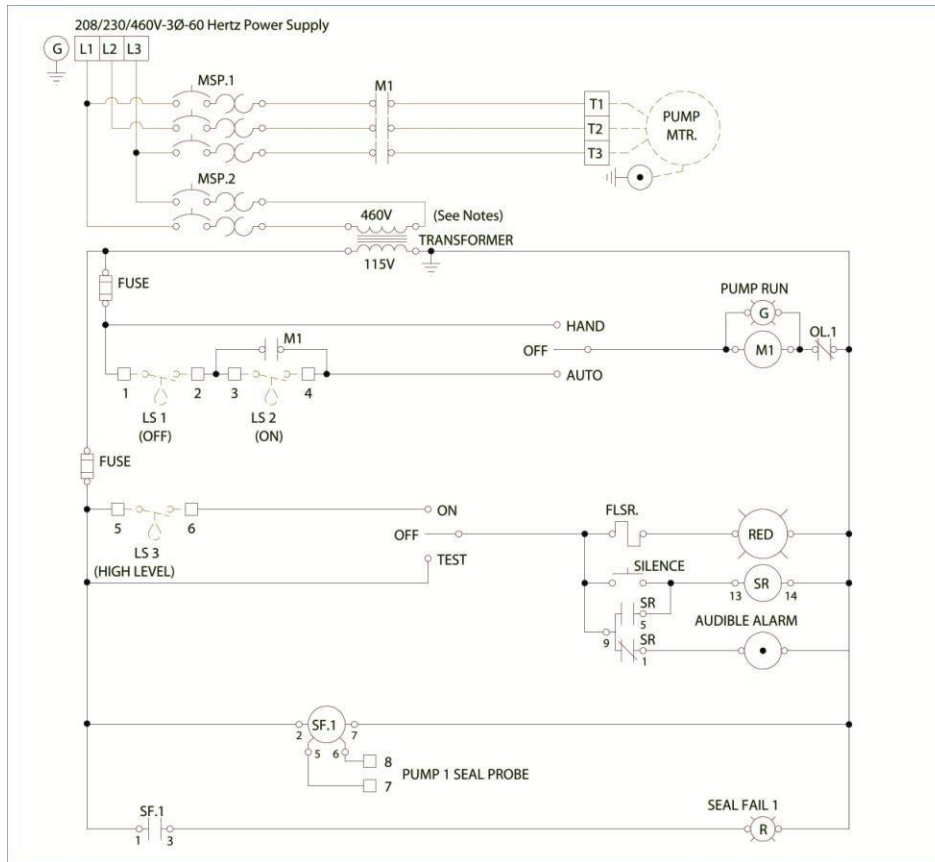 208/230/460V-3Ø-60 Hertz Power Supply
G L1 L2 L3
MSP.1
M1
T1
T2
T3
PUMP
MTR.
MSP.2
460V
(See Notes)
TRANSFORMER
115V
FUSE
PUMP RUN
G
HAND
OL.1
M1
OFF
M1
AUTO
1 2 3 4
LS 1
(OFF)
LS 2
(ON)
FUSE
ON
5 6
FLSR.
OFF
RED
LS 3
(HIGH LEVEL)
TEST
SILENCE
13 SR 14
SR
5
9
SR
1
AUDIBLE ALARM
2 SF.1 7
5 6
8
7
PUMP 1 SEAL PROBE
SF.1
1 3
SEAL FAIL 1
R